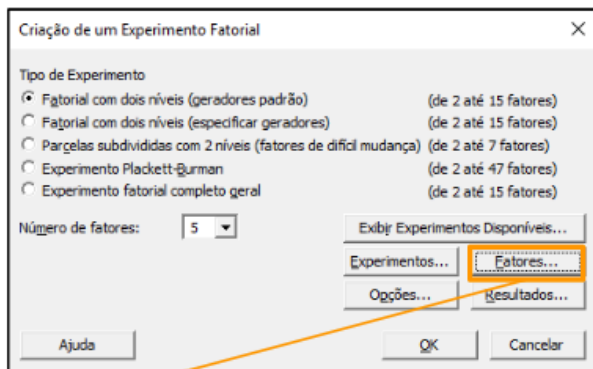 Criação de um Experimento Fatorial
Tipo de Experimento
Fatorial com dois níveis (geradores padrão) (de 2 até 15 fatores)
Fatorial com dois níveis (especificar geradores) (de 2 até 15 fatores)
Parcelas subdivididas com 2 níveis (fatores de difícil mudança) (de 2 até 7 fatores)
Experimento Plackett-Burman (de 2 até 47 fatores)
Experimento fatorial completo geral (de 2 até 15 fatores)
Número de fatores: 5 Exibir Experimentos Disponíveis...
Experimentos... Fatores...
Opções... Resultados...
Ajuda OK Cancelar